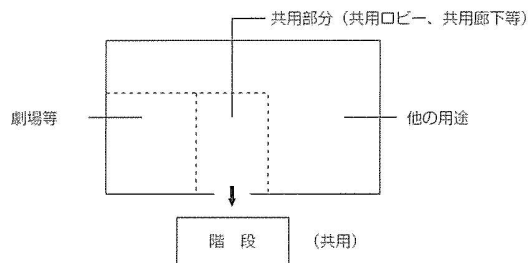 共用部分（共用ロビー、共用廊下等）
劇場等
他の用途
階 段
（共用）